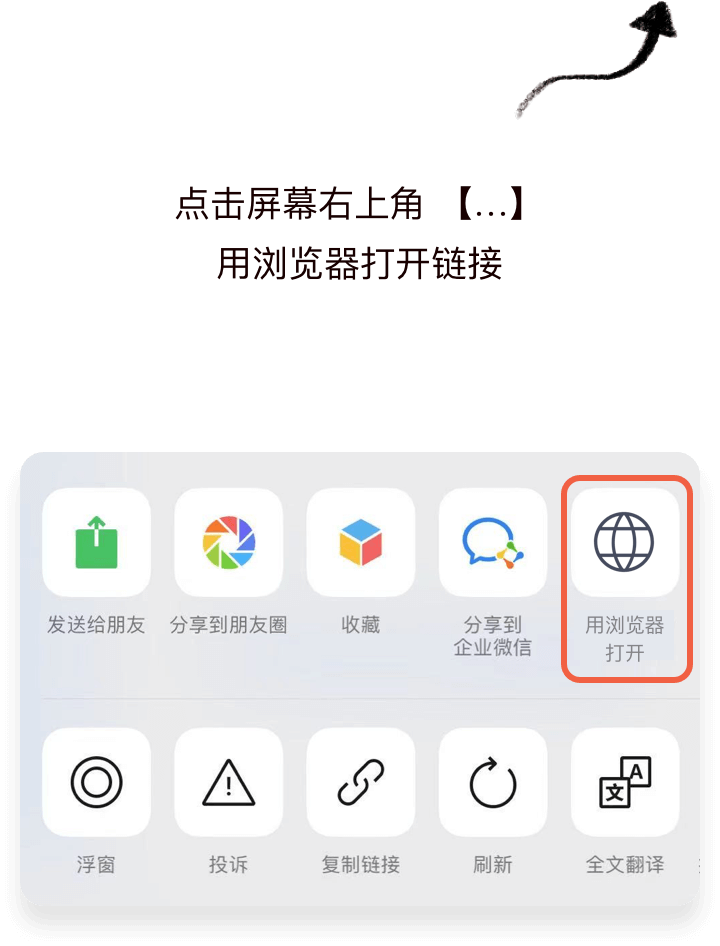 点击屏幕右上角 【...】
用浏览器打开链接
发送给朋友
分享到朋友圈
收藏
分享到
企业微信
用浏览器
打开
浮窗
投诉
复制链接
刷新
A
文
全文翻译